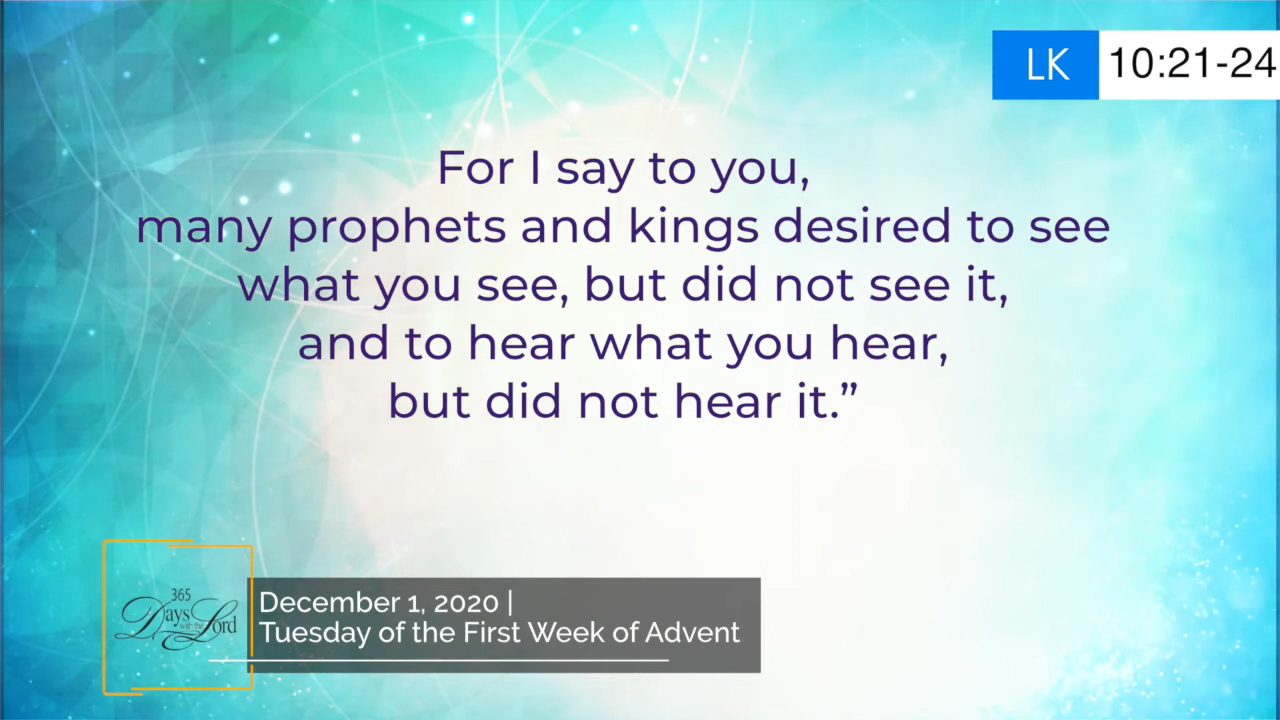 LK 10:21-24
For I say to you,
many prophets and kings desired to see
what you see, but did not see it,
and to hear what you hear,
but did not hear it.”
365
Days with the Lord
December 1, 2020 |
Tuesday of the First Week of Advent